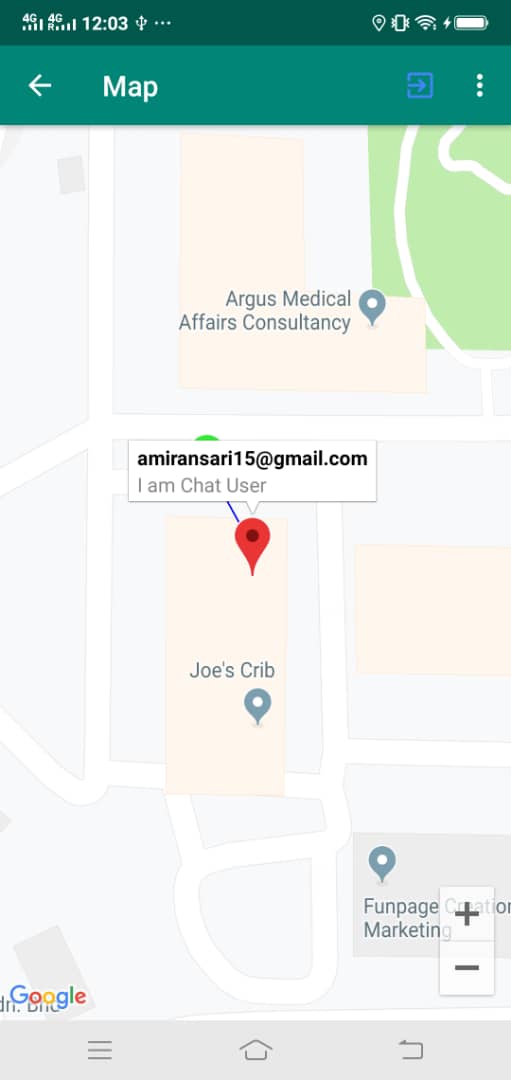 4G 4G R 12:03 ...
Map
Argus Medical
Affairs Consultancy
amiransari15@gmail.com
I am Chat User
Joe's Crib
Funpage Creation
Marketing
Google